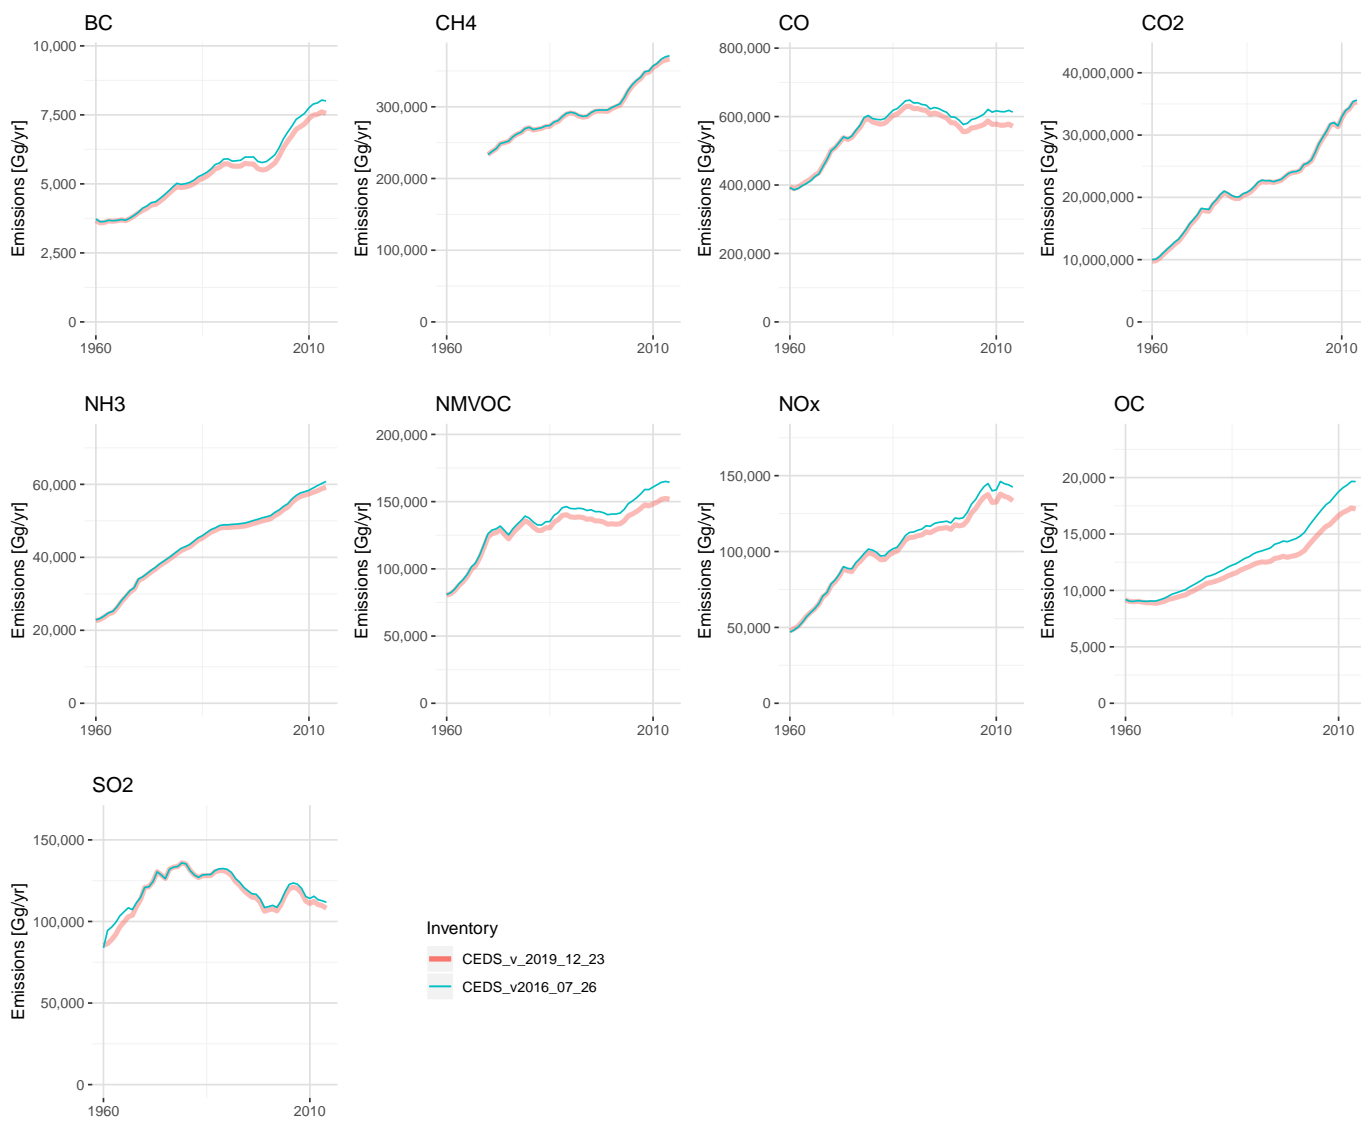 BC
CH4
CO
CO2
Emissions [Gg/yr]
10,000
7,500
5,000
2,500
0
1960
2010
Emissions [Gg/yr]
300,000
200,000
100,000
0
1960
2010
Emissions [Gg/yr]
800,000
600,000
400,000
200,000
0
1960
2010
Emissions [Gg/yr]
40,000,000
30,000,000
20,000,000
10,000,000
0
1960
2010
NH3
NMVOC
NOx
OC
Emissions [Gg/yr]
60,000
40,000
20,000
0
1960
2010
Emissions [Gg/yr]
200,000
150,000
100,000
50,000
0
1960
2010
Emissions [Gg/yr]
150,000
100,000
50,000
0
1960
2010
Emissions [Gg/yr]
20,000
15,000
10,000
5,000
0
1960
2010
SO2
Emissions [Gg/yr]
150,000
100,000
50,000
0
1960
2010
Inventory
CEDS_v_2019_12_23
CEDS_v2016_07_26